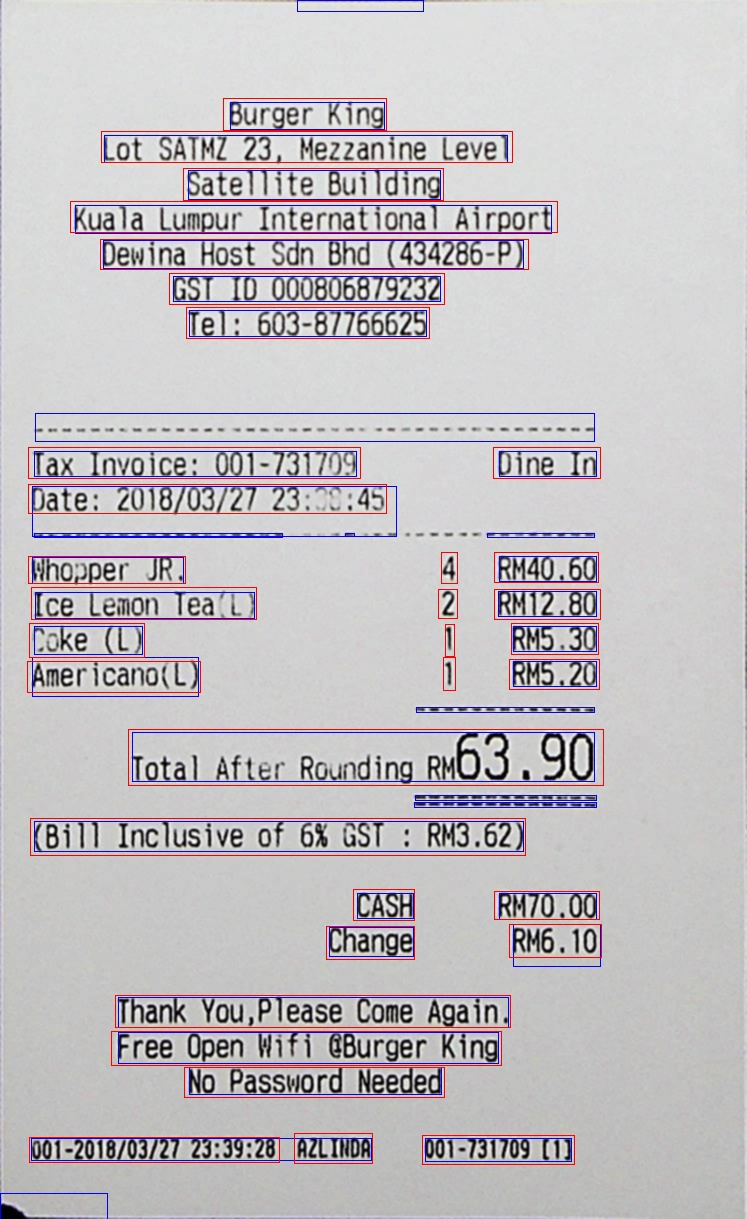 Burger King
Lot SATMZ 23, Mezzanine Level
Satellite Building
Kuala Lumpur International Airport
Dewina Host Sdn Bhd (434286-P)
GST ID 000806879232
Tel: 603-87766625
Tax Invoice: 001-731709 Dine In
Date: 2018/03/27
Whopper JR. 4 RM40.60
Ice Lemon Tea(L) 2 RM12.80
Coke (L) 1 RM5.30
Americano(L) 1 RM5.20
Total After Rounding RM63.90
(Bill Inclusive of 6% GST : RM3.62)
CASH RM70.00
Change RM6.10
Thank You,Please Come Again.
Free Open Wifi @Burger King
No Password Needed
001-2018/03/27 23:39:28 AZLINDA 001-731709 [1]